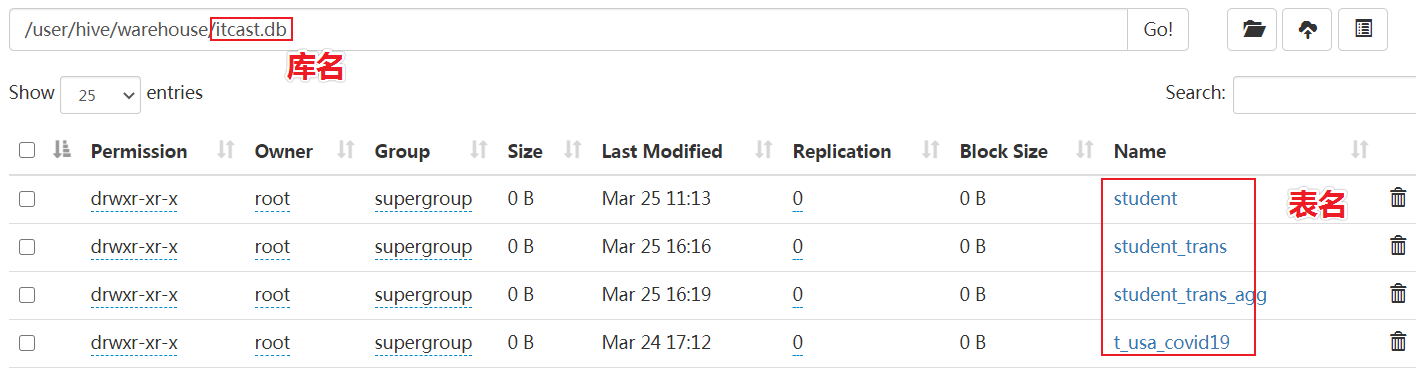 /user/hive/warehouse/itcast.db Go!
库名
Show 25 entries Search:
Permission Owner Group Size Last Modified Replication Block Size Name
drwxr-xr-x root supergroup 0 B Mar 25 11:13 0 0 B student 表名
drwxr-xr-x root supergroup 0 B Mar 25 16:16 0 0 B student_trans
drwxr-xr-x root supergroup 0 B Mar 25 16:19 0 0 B student_trans_agg
drwxr-xr-x root supergroup 0 B Mar 24 17:12 0 0 B t_usa_covid19